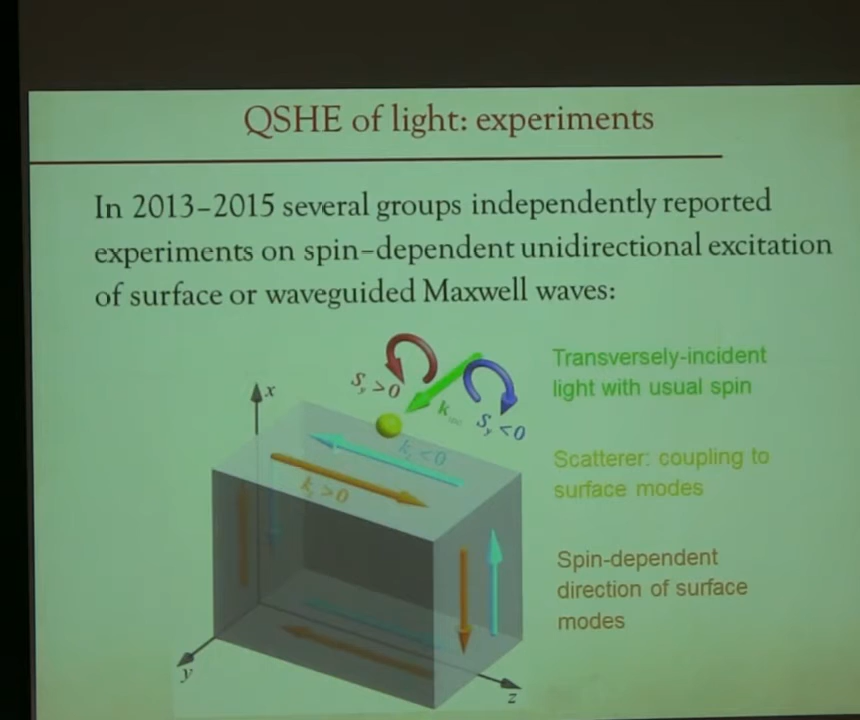 QSHE of light: experiments
In 2013–2015 several groups independently reported
experiments on spin–dependent unidirectional excitation
of surface or waveguided Maxwell waves:
Transversely-incident
light with usual spin
x
S_y >0
k_inc
S_y <0
k_z <0
Scatterer: coupling to
surface modes
k_z >0
Spin-dependent
direction of surface
modes
y
z